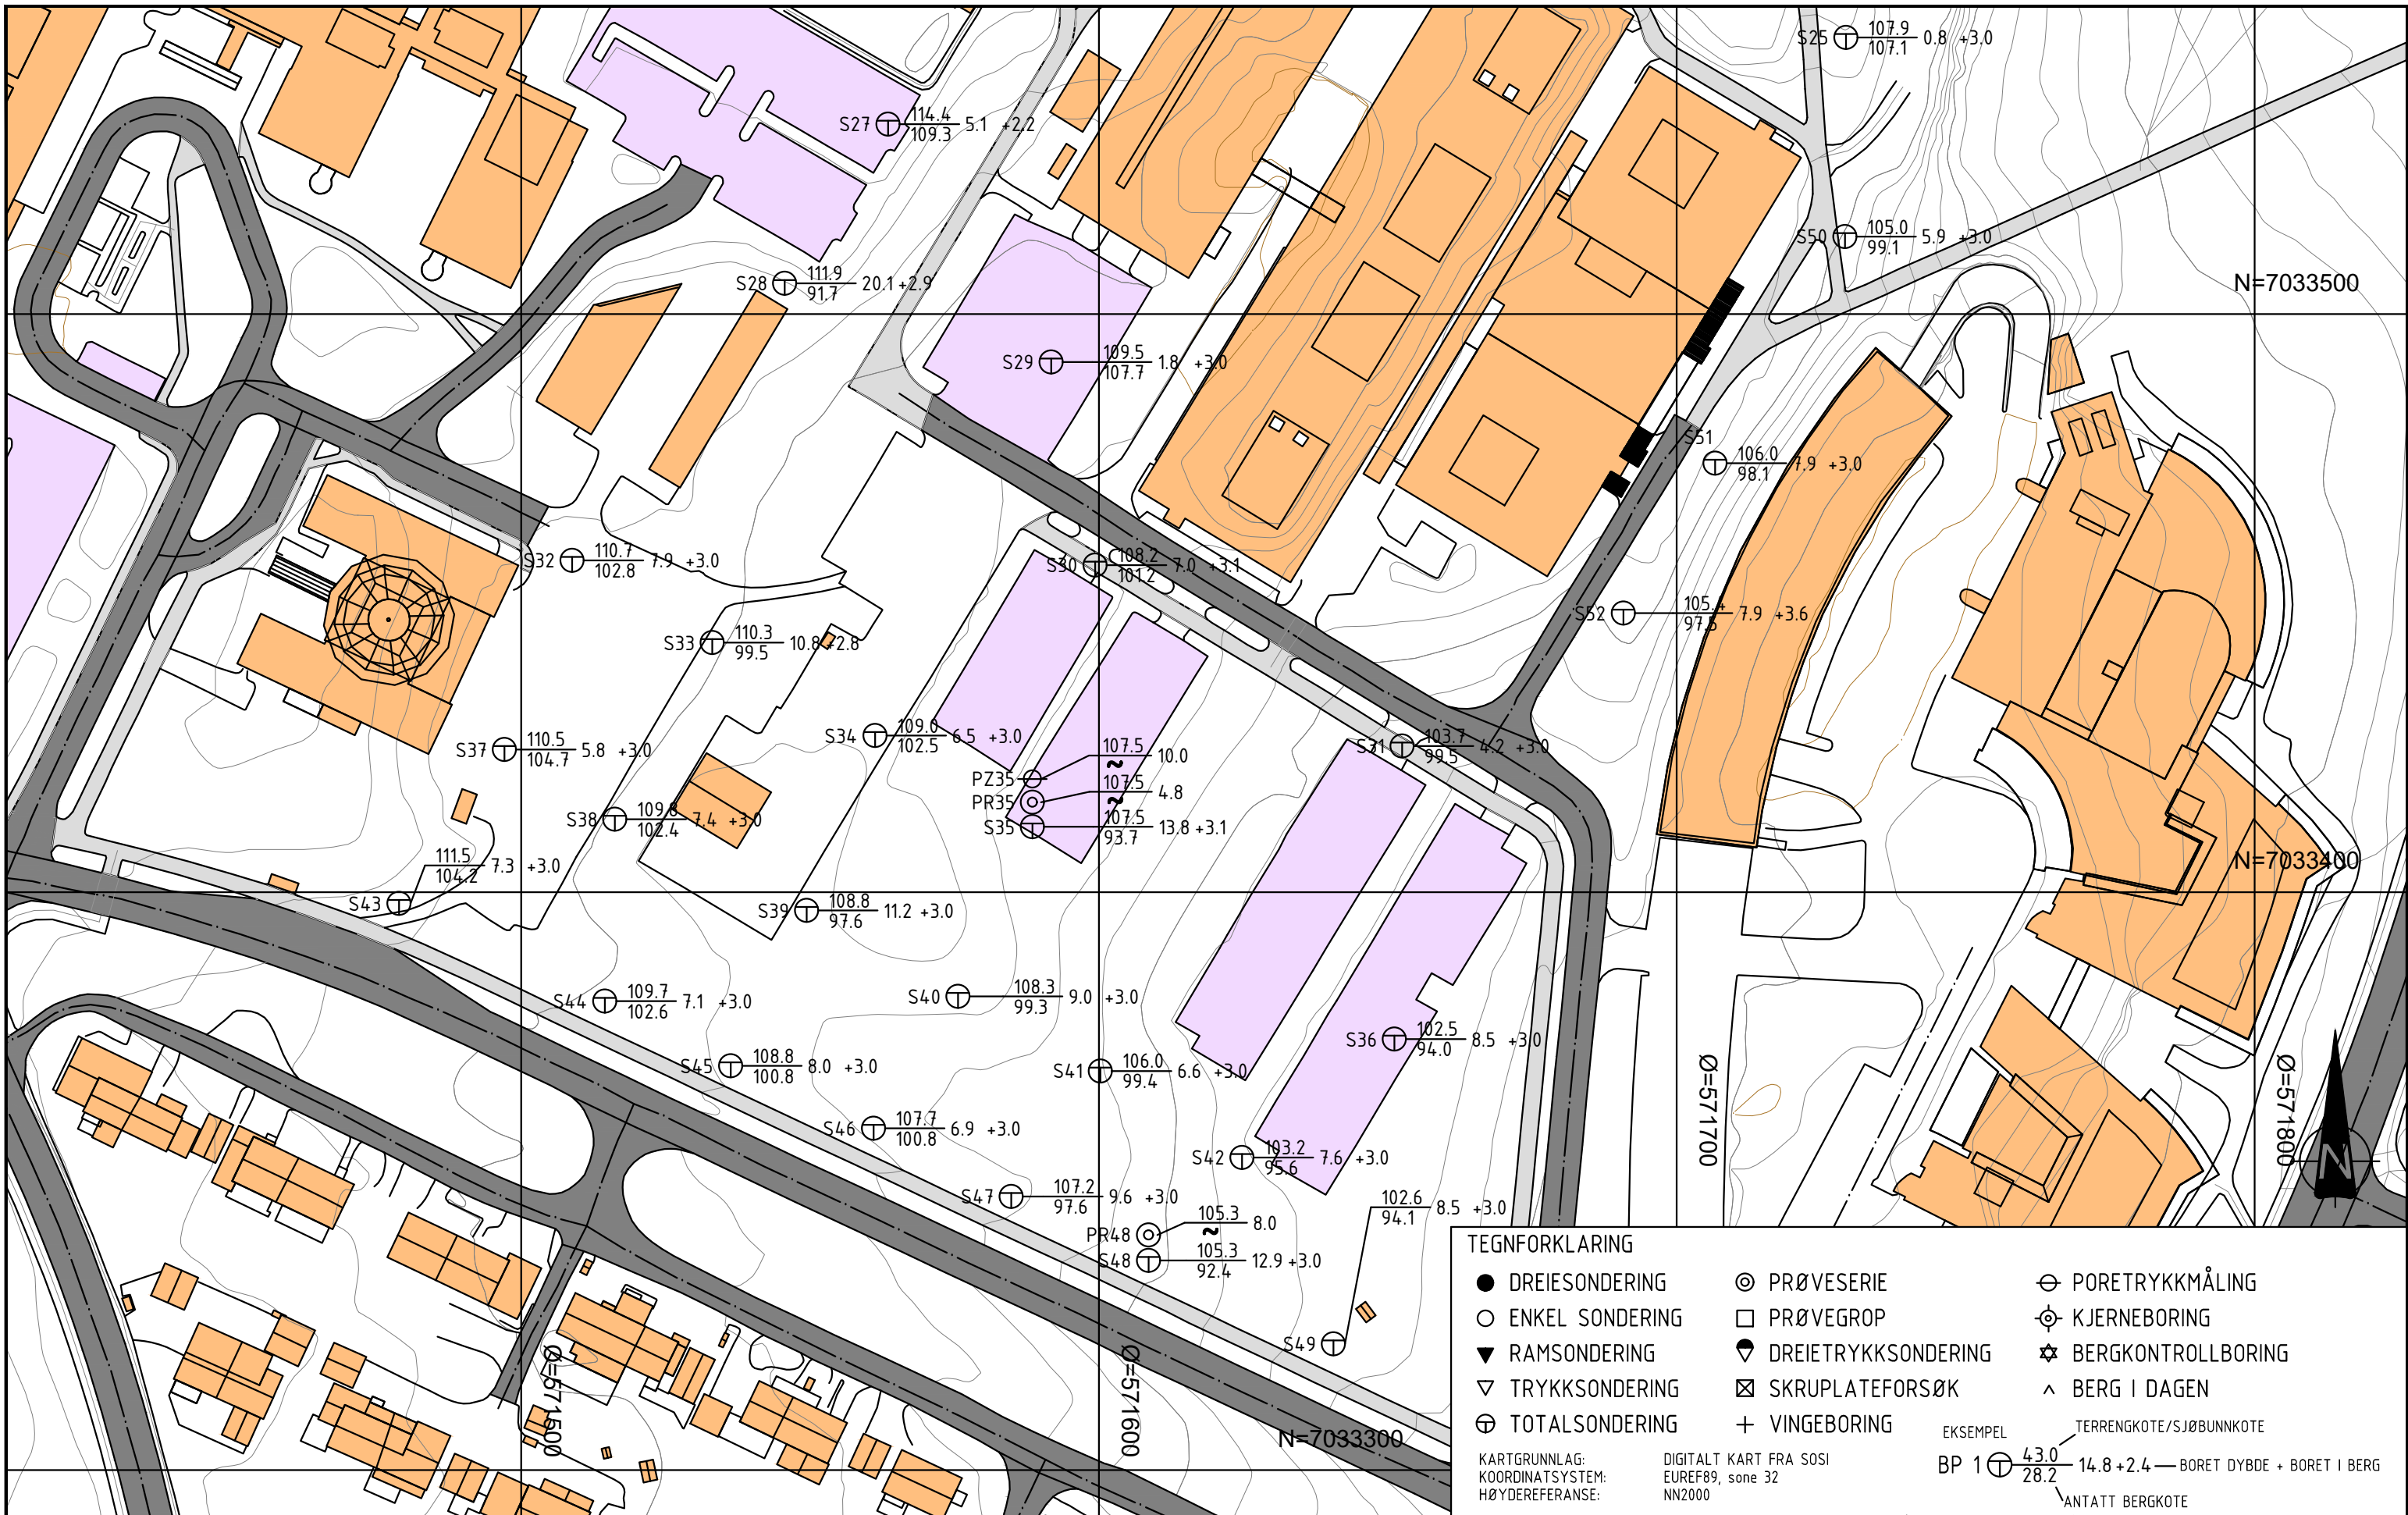 S25 107.9 0.8 +3.0
107.1
S27 114.4 5.1 +2.2
109.3
S50 105.0 5.9 +3.0
99.1
S28 111.9 20.1 +2.9
91.7
N=7033500
S29 109.5 1.8 +3.0
107.7
S51
106.0 7.9 +3.0
98.1
S32 110.7 7.9 +3.0
102.8
S30 108.2 7.0 +3.1
101.2
S52 105.4 7.9 +3.6
97.5
S33 110.3 10.8 +2.8
99.5
S34 109.0 6.5 +3.0
102.5
S31 103.7 4.2 +3.0
99.5
S37 110.5 5.8 +3.0
104.7
PZ35 107.5 10.0
~
PR35 107.5 4.8
~
S35 107.5 13.8 +3.1
93.7
S38 109.8 7.4 +3.0
102.4
N=7033400
S43 111.5 7.3 +3.0
104.2
S39 108.8 11.2 +3.0
97.6
S44 109.7 7.1 +3.0
102.6
S40 108.3 9.0 +3.0
99.3
S36 102.5 8.5 +3.0
94.0
S45 108.8 8.0 +3.0
100.8
S41 106.0 6.6 +3.0
99.4
Ø=571700
Ø=571800
N
S46 107.7 6.9 +3.0
100.8
S42 103.2 7.6 +3.0
95.6
S47 107.2 9.6 +3.0
97.6
PR48 105.3 8.0
~
S48 105.3 12.9 +3.0
92.4
S49 102.6 8.5 +3.0
94.1
Ø=571500
Ø=571600
N=7033300
TEGNFORKLARING
DREIESONDERING
ENKEL SONDERING
RAMSONDERING
TRYKKSONDERING
TOTALSONDERING
PRØVESERIE
PRØVEGROP
DREIETRYKKSONDERING
SKRUPLATEFORSØK
VINGEBORING
PORETRYKKMÅLING
KJERNEBORING
BERGKONTROLLBORING
BERG I DAGEN
KARTGRUNNLAG: DIGITALT KART FRA SOSI
KOORDINATSYSTEM: EUREF89, sone 32
HØYDEREFERANSE: NN2000
EKSEMPEL
TERRENGKOTE/SJØBUNNKOTE
BP 1 43.0 14.8 +2.4 BORET DYBDE + BORET I BERG
28.2
ANTATT BERGKOTE